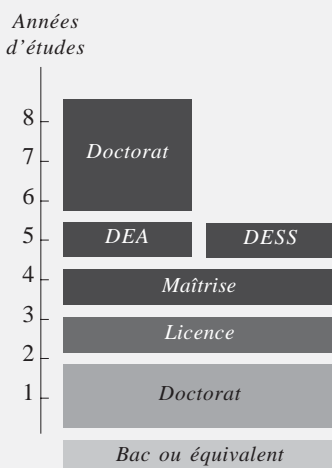 Années
d'études
8
Doctorat
7
6
5
DEA
DESS
4
Maîtrise
3
Licence
2
1
Doctorat
Bac ou équivalent